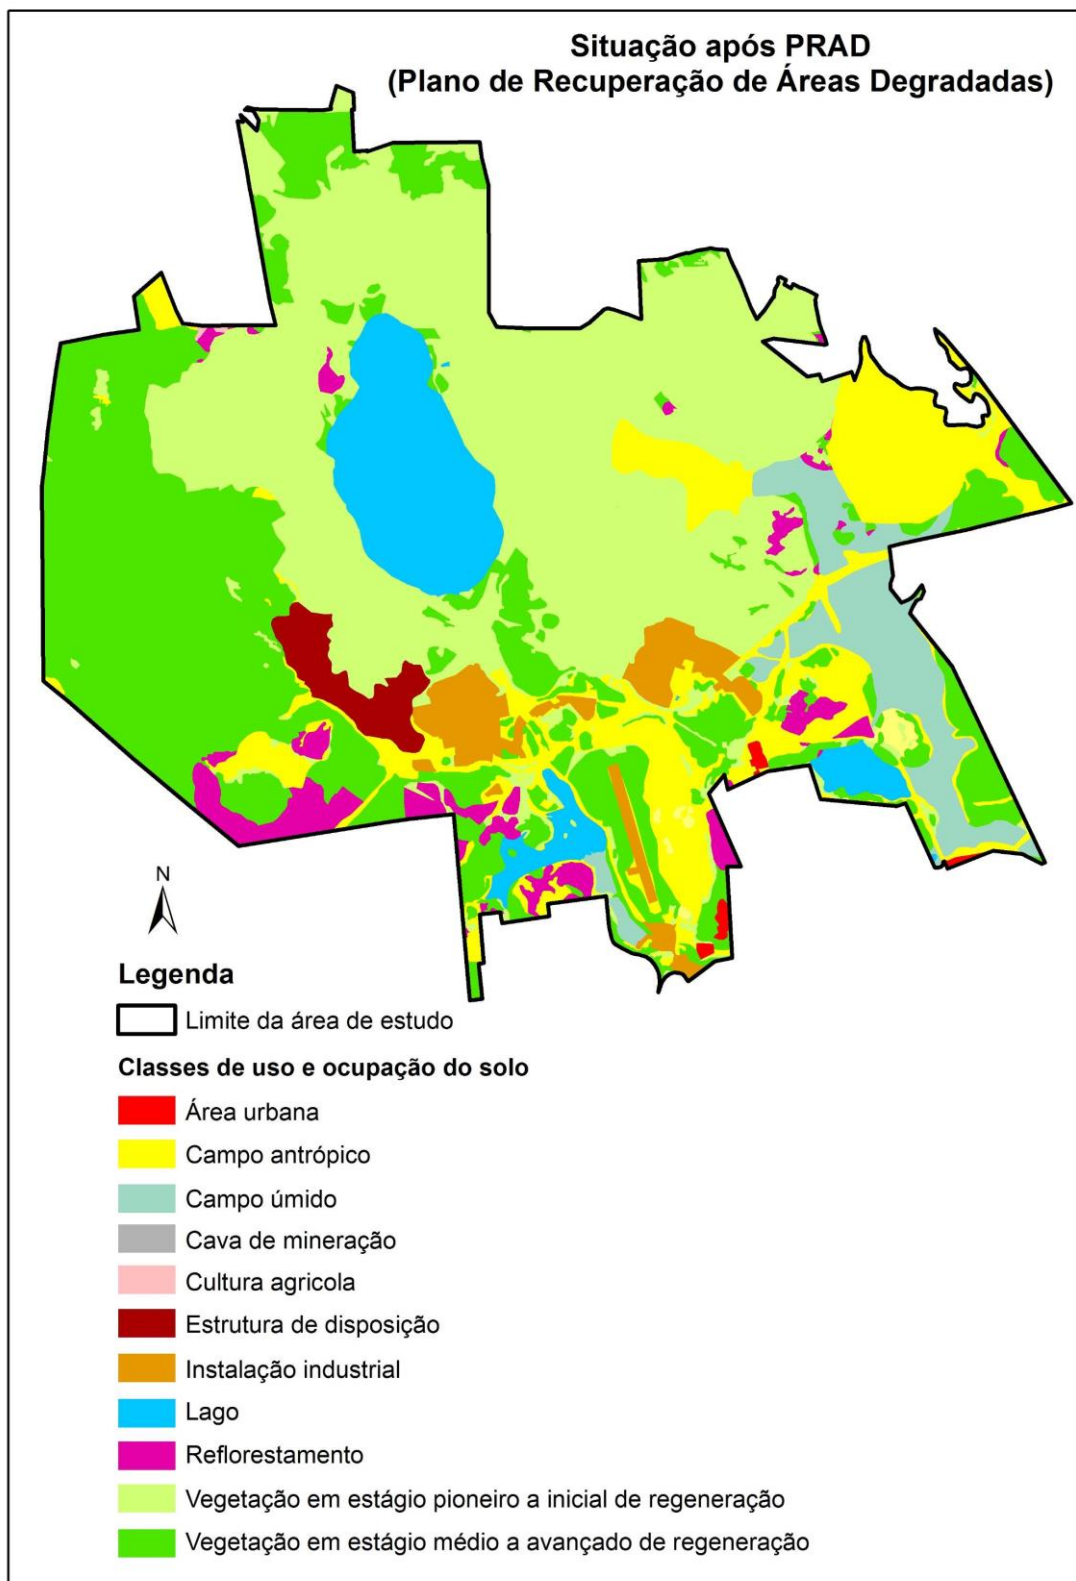 Situação após PRAD
(Plano de Recuperação de Áreas Degradadas)
N
Legenda
Limite da área de estudo
Classes de uso e ocupação do solo
Área urbana
Campo antrópico
Campo úmido
Cava de mineração
Cultura agricola
Estrutura de disposição
Instalação industrial
Lago
Reflorestamento
Vegetação em estágio pioneiro a inicial de regeneração
Vegetação em estágio médio a avançado de regeneração